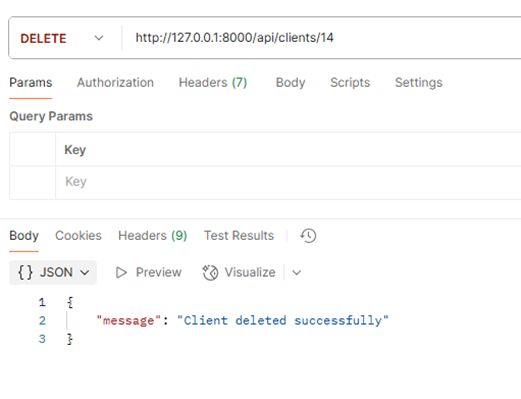 DELETE http://127.0.0.1:8000/api/clients/14
Params Authorization Headers (7) Body Scripts Settings
Query Params
Key
Key
Body Cookies Headers (9) Test Results
{} JSON Preview Visualize
1 {
2 "message": "Client deleted successfully"
3 }